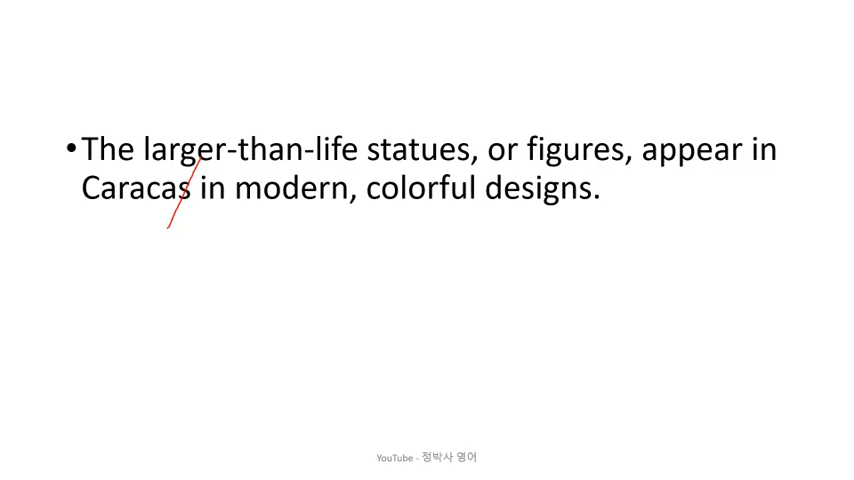 •The larger-than-life statues, or figures, appear in
Caracas in modern, colorful designs.
YouTube - 정박사 영어